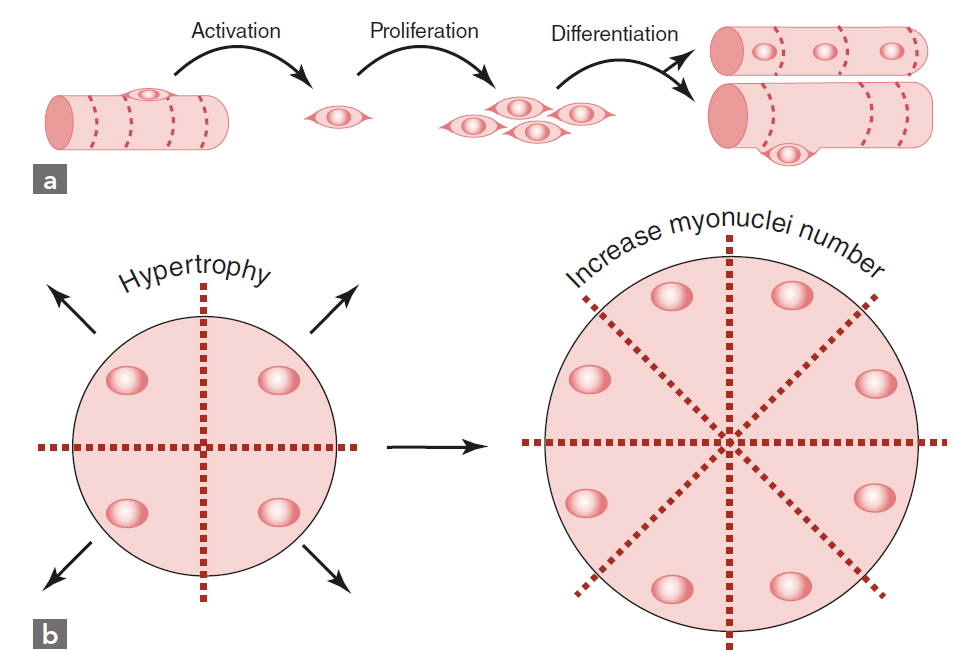 Activation
Proliferation
Differentiation
a
Hypertrophy
Increase myonuclei number
b